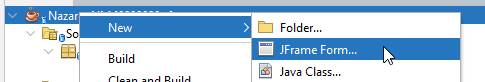 Nazar
New
Folder...
So
JFrame Form...
Build
Java Class...
Clean and Build